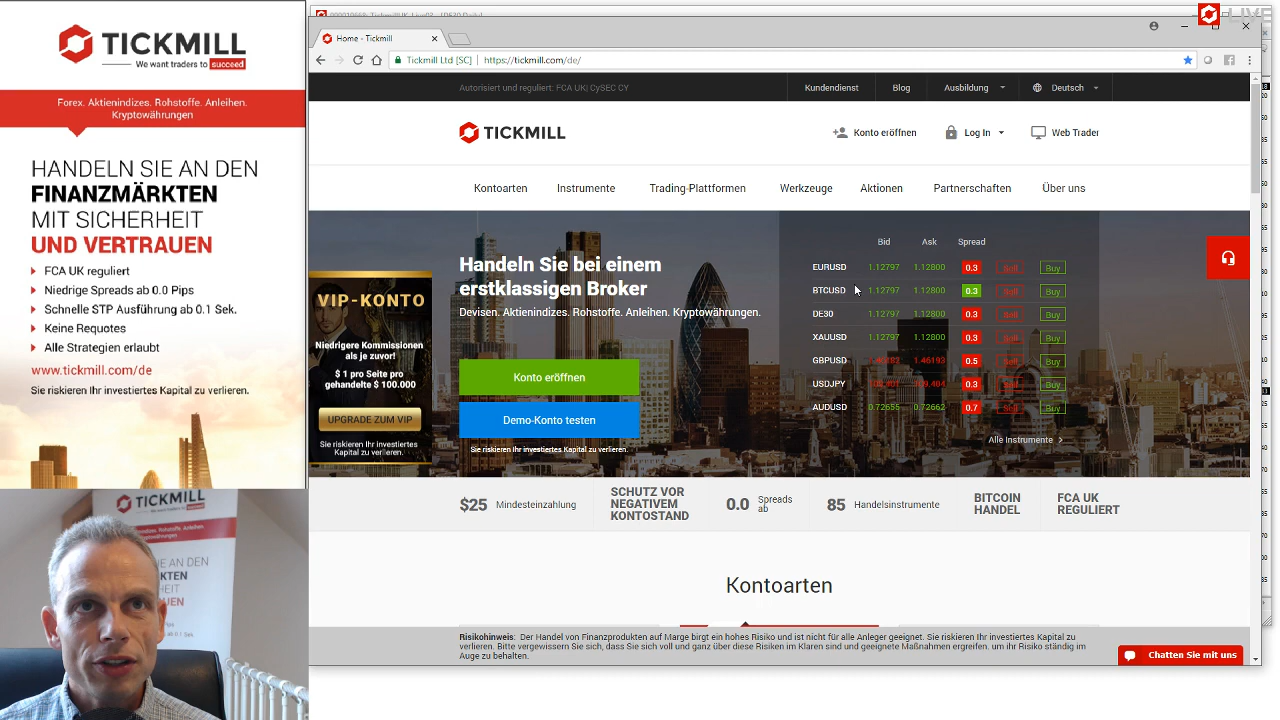 TICKMILL
We want traders to succeed
Forex. Aktienindizes. Rohstoffe. Anleihen.
Kryptowährungen
HANDELN SIE AN DEN
FINANZMÄRKTEN
MIT SICHERHEIT
UND VERTRAUEN
FCA UK reguliert
Niedrige Spreads ab 0.0 Pips
Schnelle STP Ausführung ab 0.1 Sek.
Keine Requotes
Alle Strategien erlaubt
www.tickmill.com/de
Sie riskieren Ihr investiertes Kapital zu verlieren.
TICKMILL
LIVE
Home - Tickmill
Tickmill Ltd [SC] https://tickmill.com/de/
Autorisiert und reguliert: FCA UK| CySEC CY
Kundendienst Blog Ausbildung Deutsch
TICKMILL
Konto eröffnen Log In Web Trader
Kontoarten Instrumente Trading-Plattformen Werkzeuge Aktionen Partnerschaften Über uns
VIP-KONTO
Niedrigere Kommissionen
als je zuvor!
$ 1 pro Seite pro
gehandelte $ 100.000
UPGRADE ZUM VIP
Sie riskieren Ihr investiertes
Kapital zu verlieren.
Handeln Sie bei einem
erstklassigen Broker
Devisen. Aktienindizes. Rohstoffe. Anleihen. Kryptowährungen.
Konto eröffnen
Demo-Konto testen
Sie riskieren Ihr investiertes Kapital zu verlieren.
Bid Ask Spread
EURUSD 1.12797 1.12800 0.3 Sell Buy
BTCUSD 1.12797 1.12800 0.3 Sell Buy
DE30 1.12797 1.12800 0.3 Sell Buy
XAUUSD 1.12797 1.12800 0.3 Sell Buy
GBPUSD 1.46193 0.5 Sell Buy
USDJPY 109.404 0.3 Sell Buy
AUDUSD 0.72655 0.72662 0.7 Sell Buy
Alle Instrumente
$25 Mindesteinzahlung
SCHUTZ VOR
NEGATIVEM
KONTOSTAND
0.0 Spreads
ab
85 Handelsinstrumente
BITCOIN
HANDEL
FCA UK
REGULIERT
Kontoarten
Risikohinweis: Der Handel von Finanzprodukten auf Marge birgt ein hohes Risiko und ist nicht für alle Anleger geeignet. Sie riskieren Ihr investiertes Kapital zu
verlieren. Bitte vergewissern Sie sich, dass Sie sich voll und ganz über diese Risiken im Klaren sind und geeignete Maßnahmen ergreifen. um ihr Risiko ständig im
Auge zu behalten.
Chatten Sie mit uns